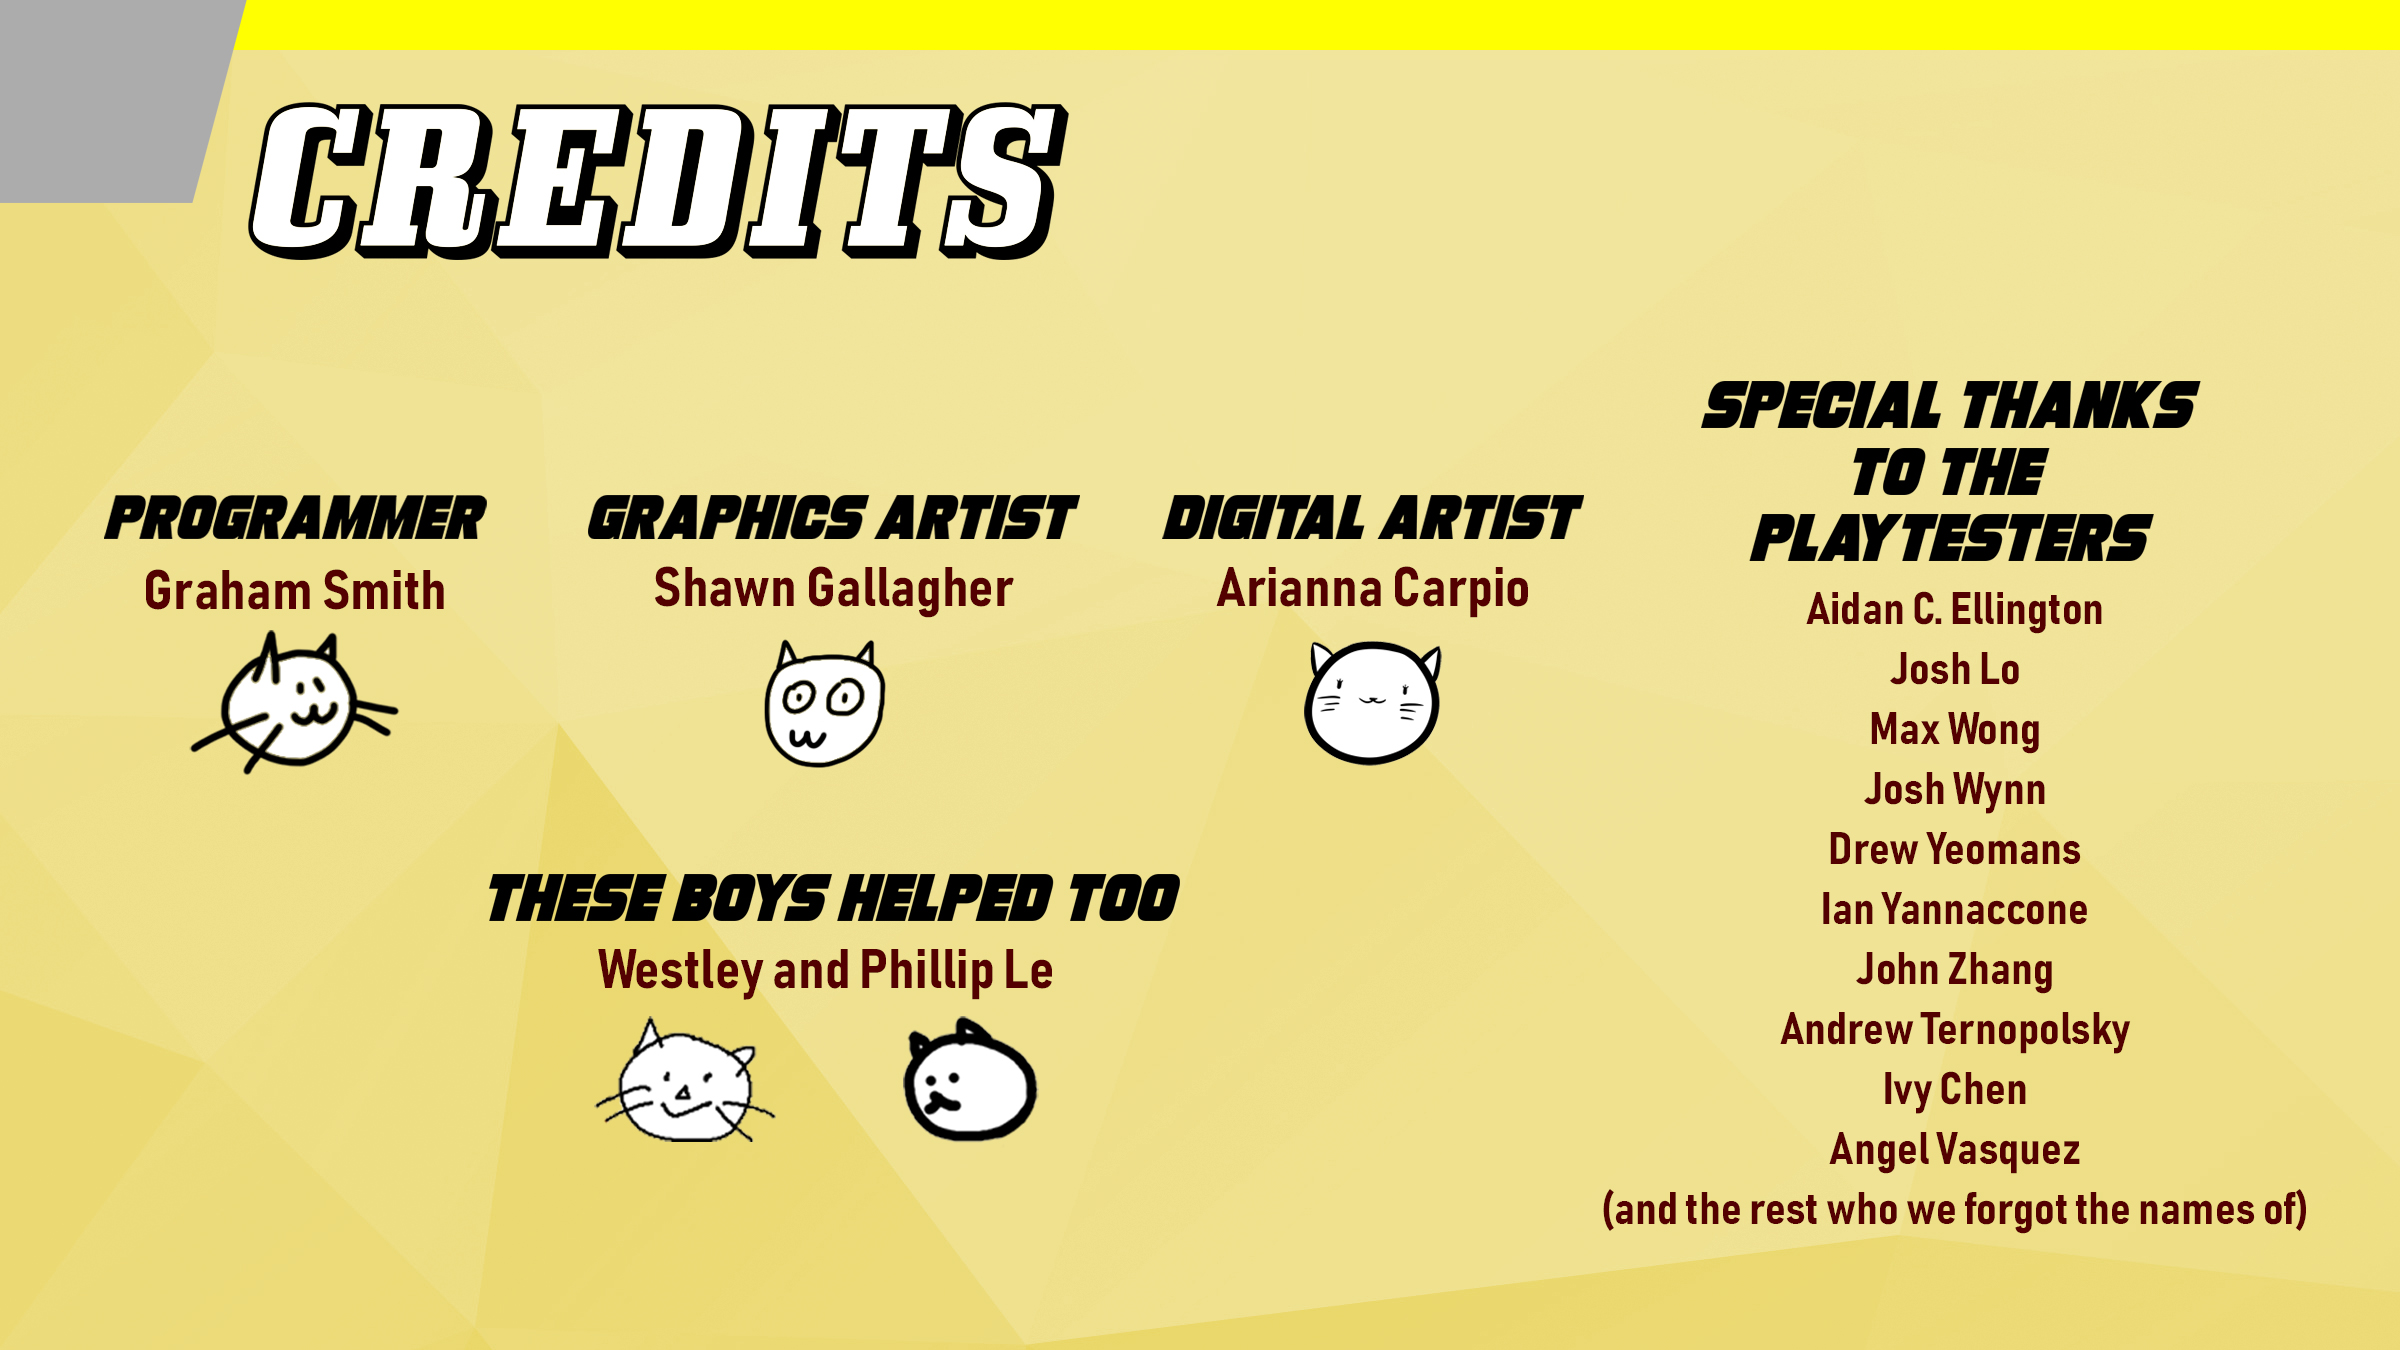 CREDITS
PROGRAMMER
Graham Smith
GRAPHICS ARTIST
Shawn Gallagher
DIGITAL ARTIST
Arianna Carpio
THESE BOYS HELPED TOO
Westley and Phillip Le
SPECIAL THANKS
TO THE
PLAYTESTERS
Aidan C. Ellington
Josh Lo
Max Wong
Josh Wynn
Drew Yeomans
Ian Yannaccone
John Zhang
Andrew Ternopolsky
Ivy Chen
Angel Vasquez
(and the rest who we forgot the names of)